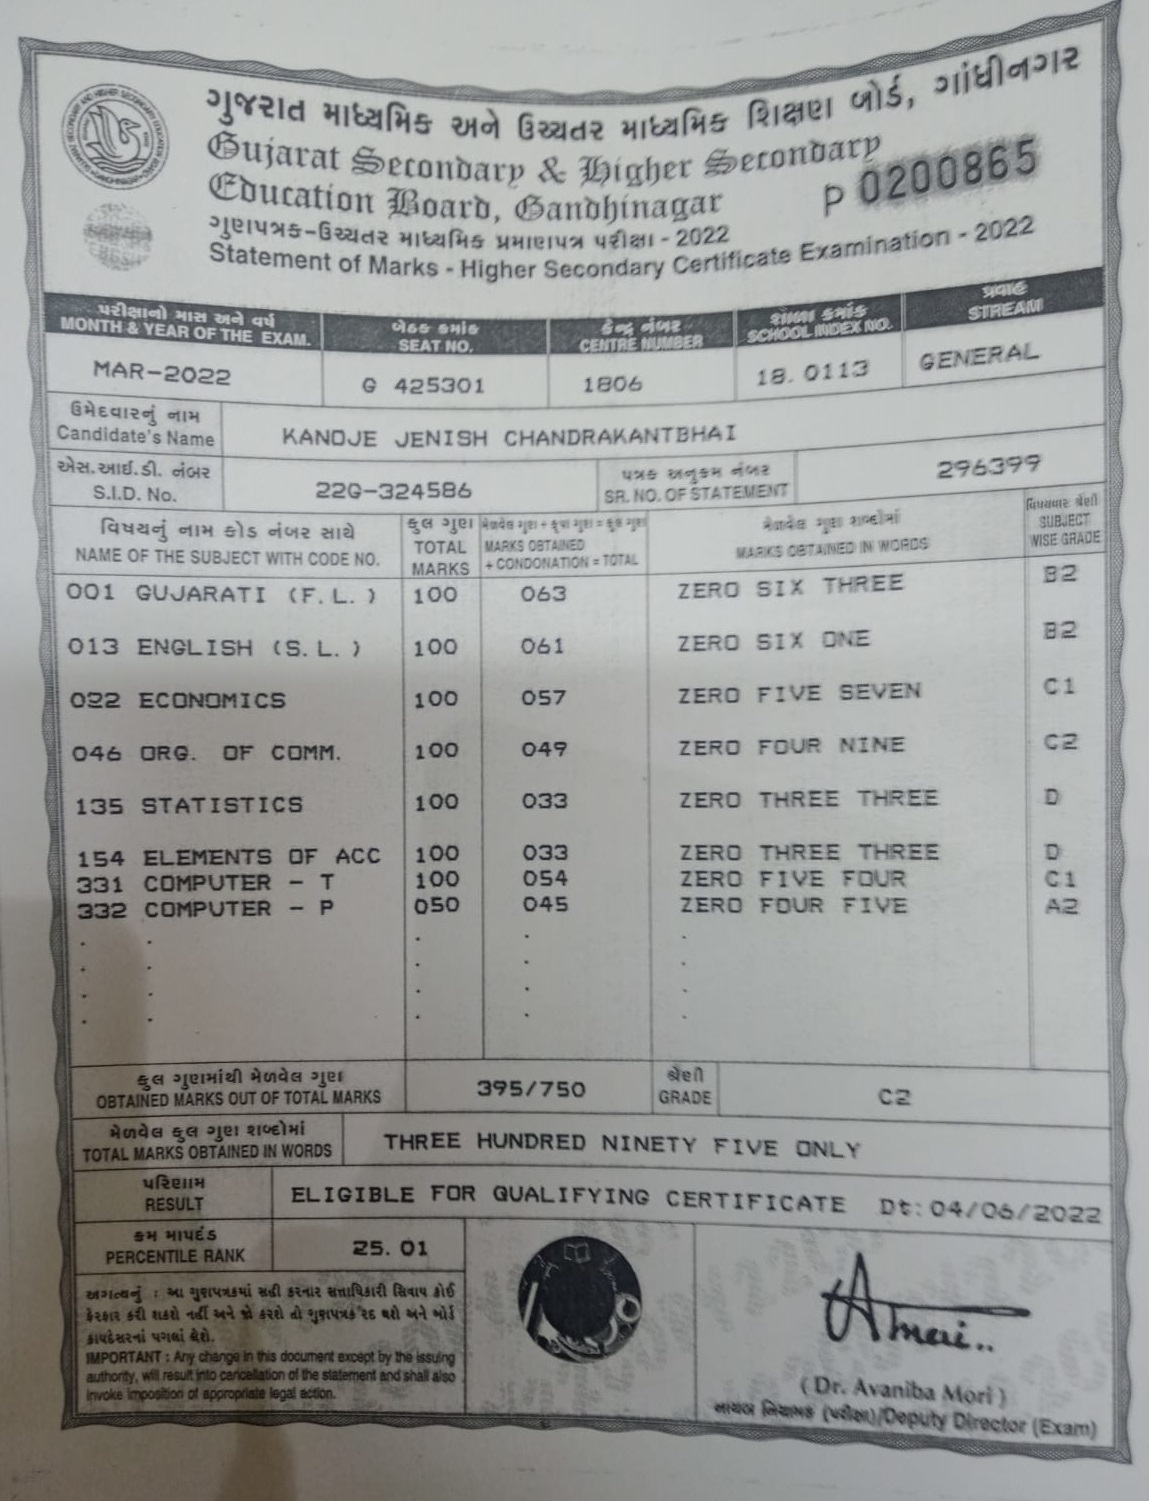 ગુજરાત માધ્યમિક અને ઉચ્ચતર માધ્યમિક શિક્ષણ બોર્ડ, ગાંધીનગર
Gujarat Secondary & Higher Secondary
Education Board, Gandhinagar
P 0200865
ગુણપત્રક-ઉચ્ચતર માધ્યમિક પ્રમાણપત્ર પરીક્ષા - 2022
Statement of Marks - Higher Secondary Certificate Examination - 2022
પરીક્ષાનો માસ અને વર્ષ બેઠક ક્રમાંક કેન્દ્ર નંબર શાળા ક્રમાંક પ્રવાહ
MONTH & YEAR OF THE EXAM. SEAT NO. CENTRE NUMBER SCHOOL INDEX NO. STREAM
MAR-2022 G 425301 1806 18. 0113 GENERAL
ઉમેદવારનું નામ
Candidate's Name KANOJE JENISH CHANDRAKANTBHAI
એસ.આઈ.ડી. નંબર પત્રક અનુક્રમ નંબર
S.I.D. No. 22G-324586 SR. NO. OF STATEMENT 296399
વિષયનું નામ કોડ નંબર સાથે કુલ ગુણ મેળવેલ ગુણ + કૃપા ગુણ = કુલ ગુણ મેળવેલ ગુણ શબ્દોમાં વિષયવાર શ્રેણી
NAME OF THE SUBJECT WITH CODE NO. TOTAL MARKS MARKS OBTAINED + CONDONATION = TOTAL MARKS OBTAINED IN WORDS SUBJECT WISE GRADE
001 GUJARATI (F.L.) 100 063 ZERO SIX THREE B2
013 ENGLISH (S.L.) 100 061 ZERO SIX ONE B2
022 ECONOMICS 100 057 ZERO FIVE SEVEN C1
046 ORG. OF COMM. 100 049 ZERO FOUR NINE C2
135 STATISTICS 100 033 ZERO THREE THREE D
154 ELEMENTS OF ACC 100 033 ZERO THREE THREE D
331 COMPUTER - T 100 054 ZERO FIVE FOUR C1
332 COMPUTER - P 050 045 ZERO FOUR FIVE A2
કુલ ગુણમાંથી મેળવેલ ગુણ શ્રેણી
OBTAINED MARKS OUT OF TOTAL MARKS 395/750 GRADE C2
મેળવેલ કુલ ગુણ શબ્દોમાં
TOTAL MARKS OBTAINED IN WORDS THREE HUNDRED NINETY FIVE ONLY
પરિણામ
RESULT ELIGIBLE FOR QUALIFYING CERTIFICATE Dt: 04/06/2022
ક્રમ માપદંડ
PERCENTILE RANK 25. 01
અગત્યનું : આ ગુણપત્રકમાં સહી કરનાર સત્તાધિકારી સિવાય કોઈ
ફેરફાર કરી શકશે નહીં અને જો કરશે તો ગુણપત્રક રદ થશે અને બોર્ડ
કાયદેસરનાં પગલાં લેશે.
IMPORTANT : Any change in this document except by the issuing
authority, will result into cancellation of the statement and shall also
invoke imposition of appropriate legal action.
(Dr. Avaniba Mori)
નાયબ નિયામક (પરીક્ષા)/Deputy Director (Exam)